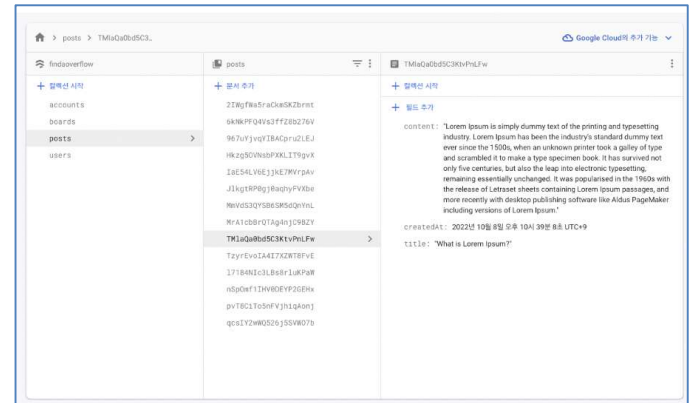 posts > TMlaQa0bd5C3..
Google Cloud의 추가 기능
findaoverflow
posts
TMlaQa0bd5C3KtvPnLFw
+ 컬렉션 시작
+ 문서 추가
+ 컬렉션 시작
+ 필드 추가
accounts
boards
posts
users
2IWgfWa5raCkmSKZbrnt
6kNkPFQ4Vs3ffZ8b276V
967uYjvqYIBACpru2LEJ
Hkzg5GVNsbPXKLIT9gvX
IaE54LV6EjjkE7MVrpAv
JlkgtRP0gj0aqhyFVXbe
MmVdS3QYSB6SM5dQnYnL
MrA1cbBrQTAg4njC9BZY
TMlaQa0bd5C3KtvPnLFw
TzyrEvoIA4I7XZWT8FvE
l7184NIc3LBs8rluKPaW
nSpOmf1IMV0DEYP2GEHx
pvT8CiTo5nFVjhiqAonj
qcsIY2wWQ526j5SVWO7b
content: "Lorem Ipsum is simply dummy text of the printing and typesetting
industry. Lorem Ipsum has been the industry's standard dummy text
ever since the 1500s, when an unknown printer took a galley of type
and scrambled it to make a type specimen book. It has survived not
only five centuries, but also the leap into electronic typesetting,
remaining essentially unchanged. It was popularised in the 1960s with
the release of Letraset sheets containing Lorem Ipsum passages, and
more recently with desktop publishing software like Aldus PageMaker
including versions of Lorem Ipsum."
createdAt: 2022년 10월 8일 오후 10시 39분 8초 UTC+9
title: "What is Lorem Ipsum?"